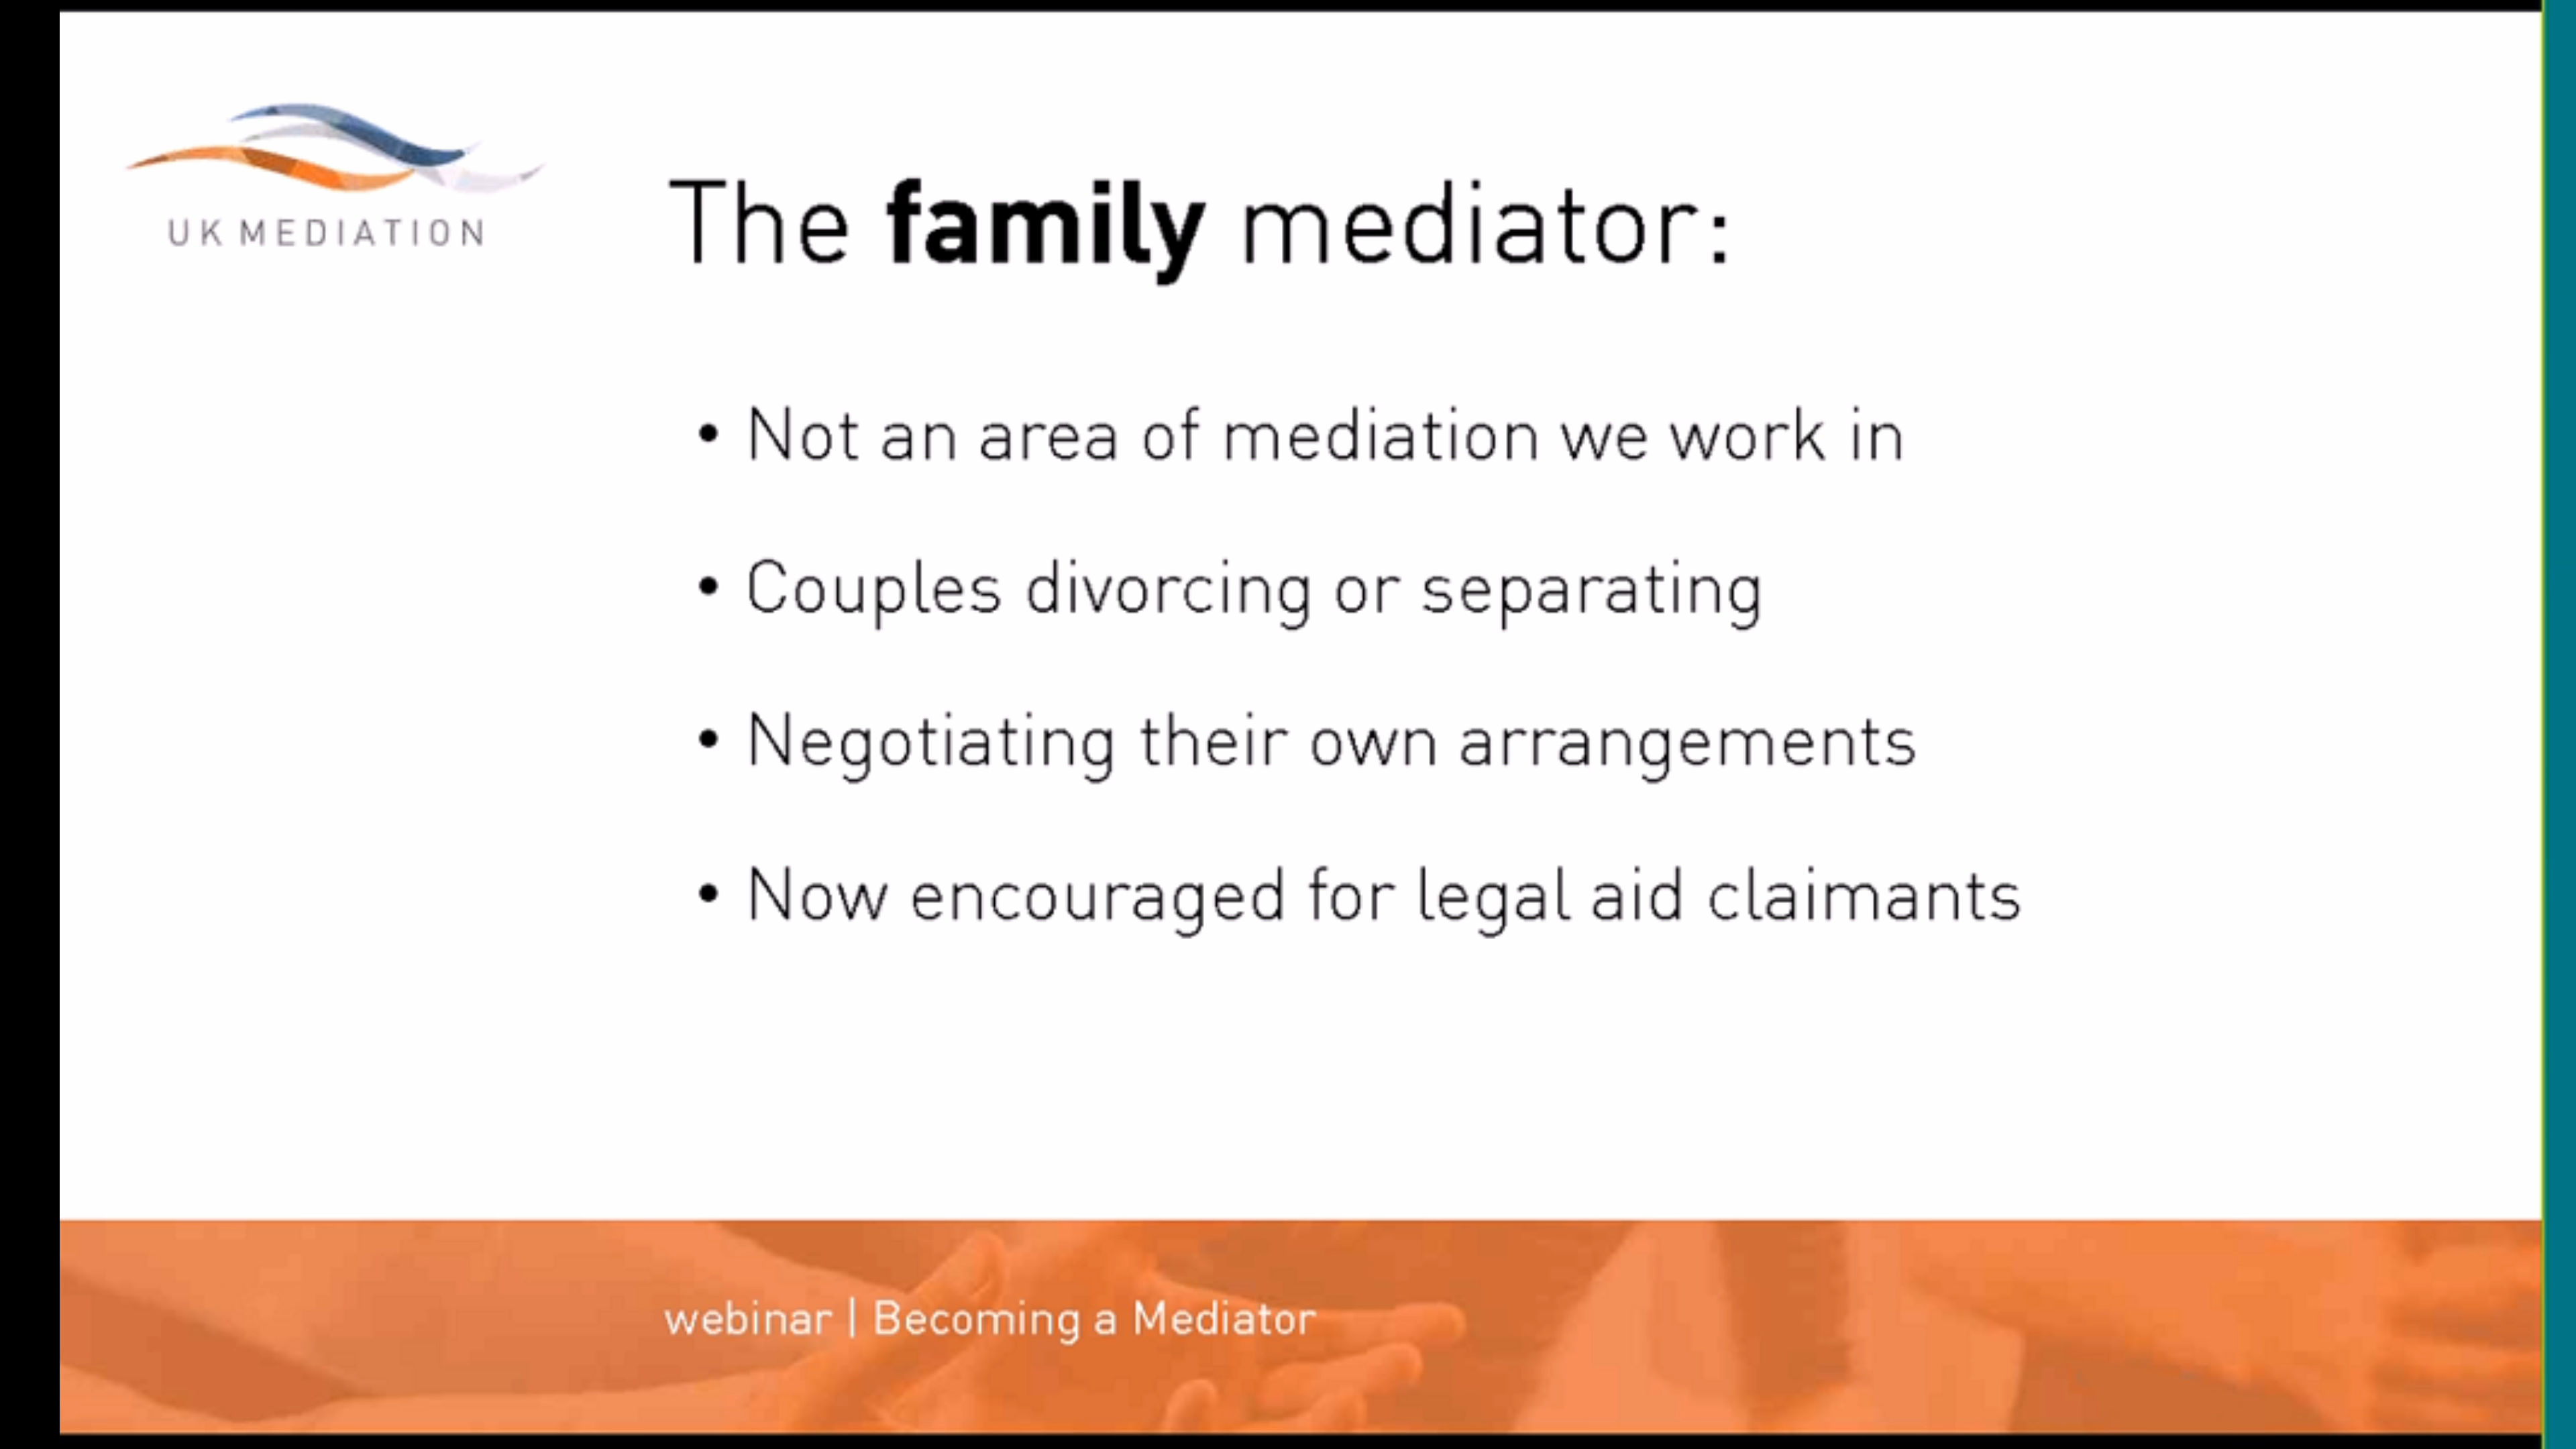 UK MEDIATION
The family mediator:
• Not an area of mediation we work in
• Couples divorcing or separating
• Negotiating their own arrangements
• Now encouraged for legal aid claimants
webinar | Becoming a Mediator